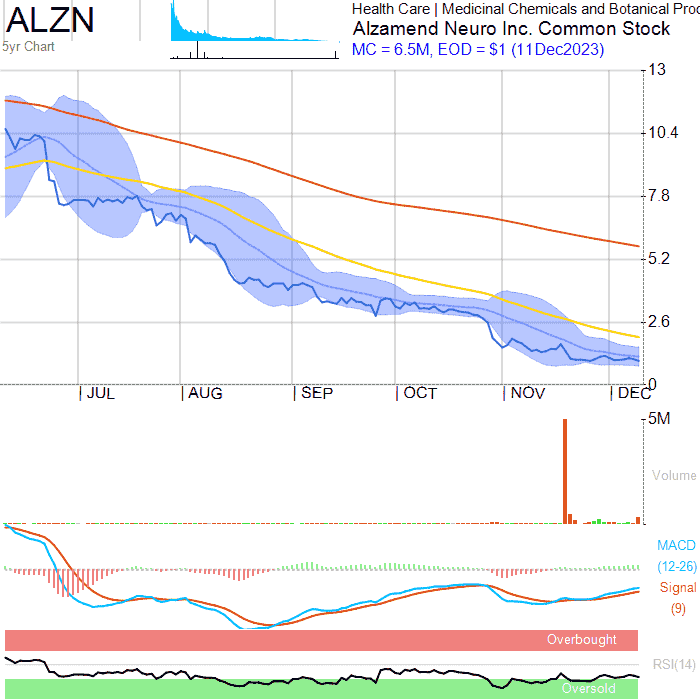 ALZN
5yr Chart
Health Care | Medicinal Chemicals and Botanical Proc
Alzamend Neuro Inc. Common Stock
MC = 6.5M, EOD = $1 (11Dec2023)
13
10.4
7.8
5.2
2.6
0
JUL AUG SEP OCT NOV DEC
5M
Volume
MACD
(12-26)
Signal
(9)
Overbought
RSI(14)
Oversold